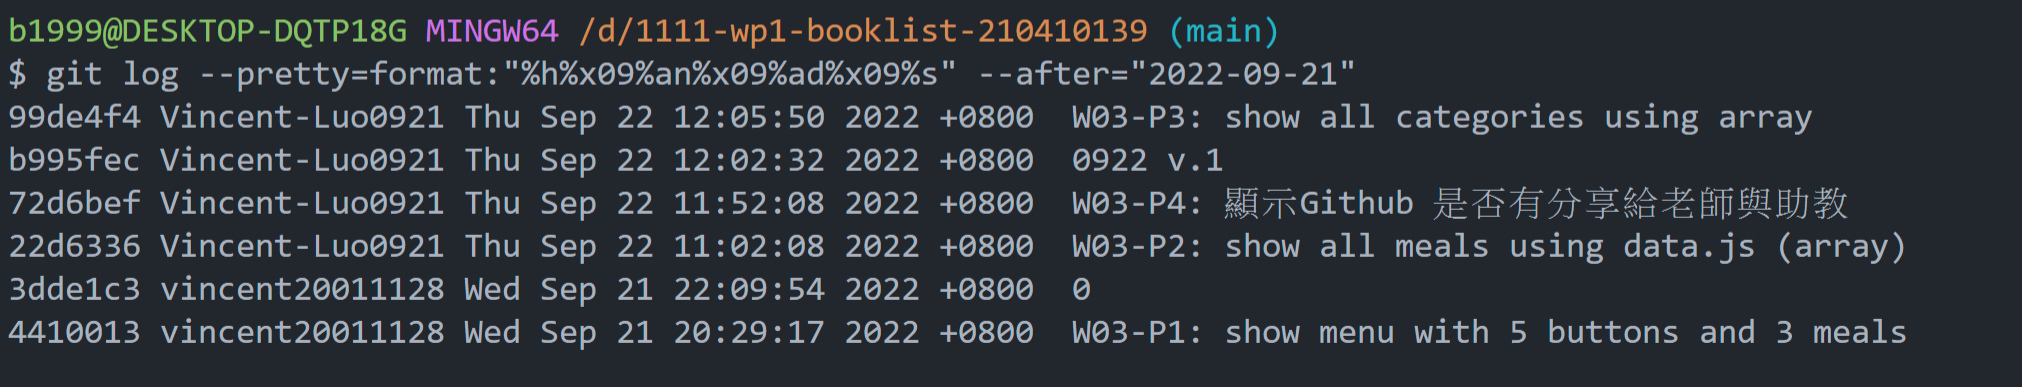 b1999@DESKTOP-DQTP18G MINGW64 /d/1111-wp1-booklist-210410139 (main)
$ git log --pretty=format:"%h%x09%an%x09%ad%x09%s" --after="2022-09-21"
99de4f4 Vincent-Luo0921 Thu Sep 22 12:05:50 2022 +0800  W03-P3: show all categories using array
b995fec Vincent-Luo0921 Thu Sep 22 12:02:32 2022 +0800  0922 v.1
72d6bef Vincent-Luo0921 Thu Sep 22 11:52:08 2022 +0800  W03-P4: 顯示Github 是否有分享給老師與助教
22d6336 Vincent-Luo0921 Thu Sep 22 11:02:08 2022 +0800  W03-P2: show all meals using data.js (array)
3dde1c3 vincent20011128 Wed Sep 21 22:09:54 2022 +0800  0
4410013 vincent20011128 Wed Sep 21 20:29:17 2022 +0800  W03-P1: show menu with 5 buttons and 3 meals